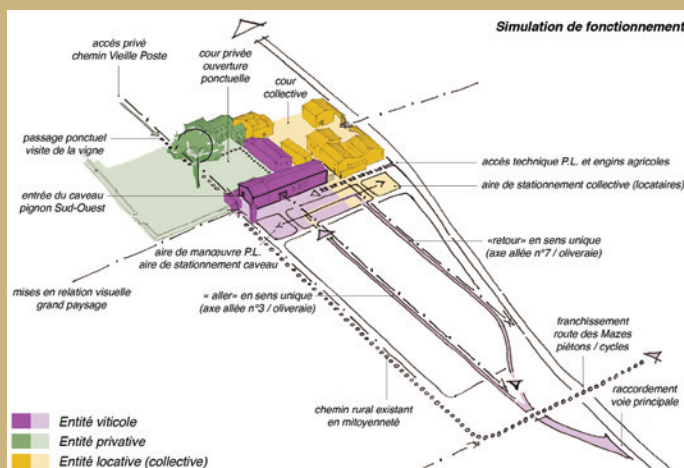 Simulation de fonctionnement
accés privé
chemin Vieille Poste
cour privée
ouverture
ponctuelle
cour
collective
passage ponctuel
visite de la vigne
entrée du caveau
pignon Sud-Ouest
accés technique P.L. et engins agricoles
aire de stationnement collective (locataires)
aire de manœuvre P.L.
aire de stationnement caveau
mises en relation visuelle
grand paysage
«retour» en sens unique
(axe allée n°7 / oliveraie)
« aller» en sens unique
(axe allée n°3 / oliveraie)
franchissement
route des Mazes
piétons / cycles
raccordement
voie principale
chemin rural existant
en mitoyenneté
Entité viticole
Entité privative
Entité locative (collective)